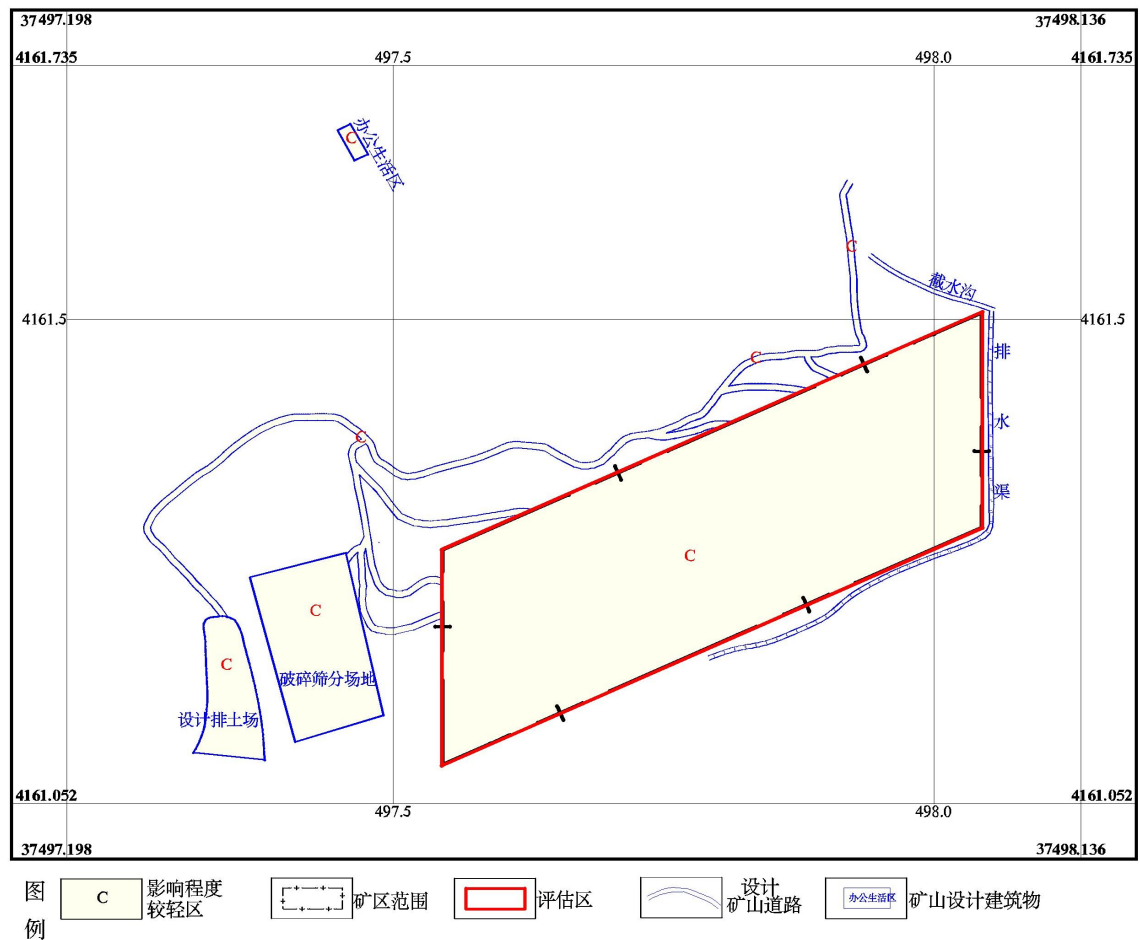 37497.198
37498.136
4161.735
497.5
498.0
4161.735
C
办公生活区
C
截水沟
4161.5
4161.5
排
水
渠
C
C
C
C
破碎筛分场地
C
设计排土场
4161.052
497.5
498.0
4161.052
37497.198
37498.136
图
例
C
影响程度
较轻区
矿区范围
评估区
设计
矿山道路
办公生活区
矿山设计建筑物